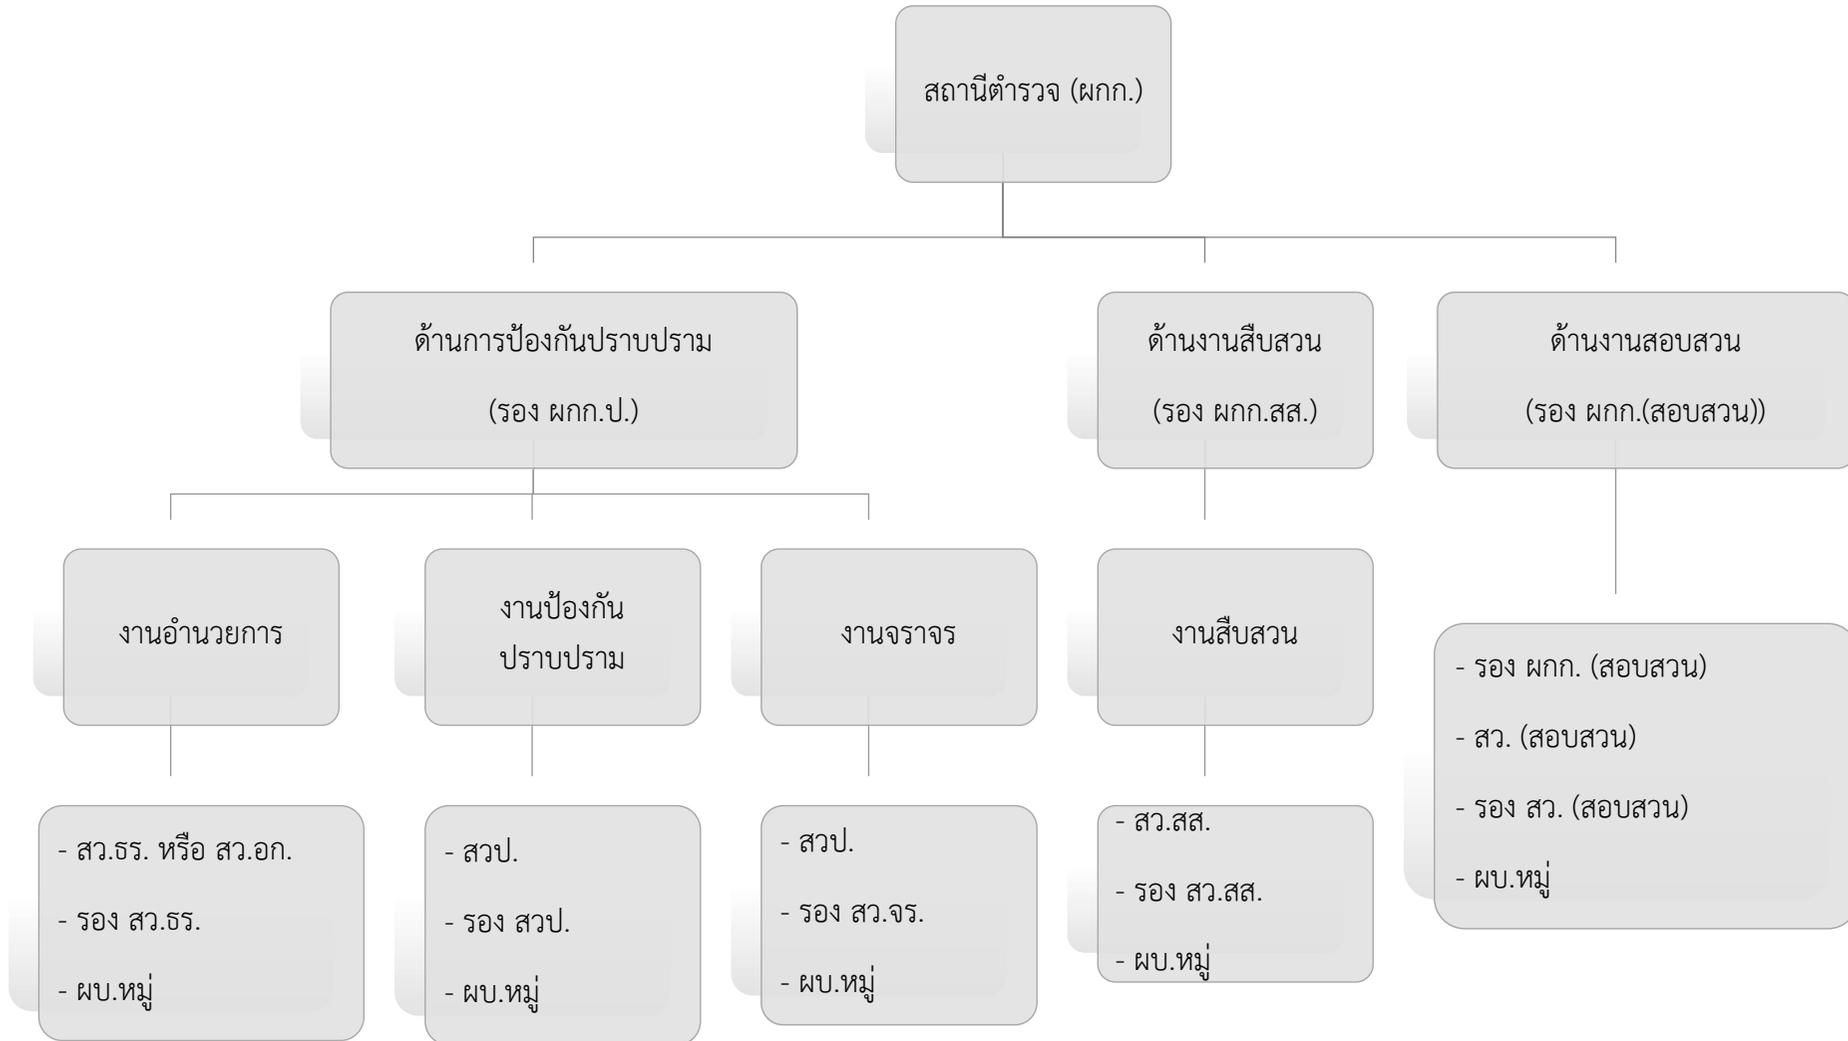 สถานีตำรวจ (ผกก.)
ด้านการป้องกันปราบปราม
(รอง ผกก.ป.)
ด้านงานสืบสวน
(รอง ผกก.สส.)
ด้านงานสอบสวน
(รอง ผกก.(สอบสวน))
งานอำนวยการ
งานป้องกัน
ปราบปราม
งานจราจร
งานสืบสวน
- สว.ธร. หรือ สว.อก.
- รอง สว.ธร.
- ผบ.หมู่
- สวป.
- รอง สวป.
- ผบ.หมู่
- สวป.
- รอง สว.จร.
- ผบ.หมู่
- สว.สส.
- รอง สว.สส.
- ผบ.หมู่
- รอง ผกก. (สอบสวน)
- สว. (สอบสวน)
- รอง สว. (สอบสวน)
- ผบ.หมู่